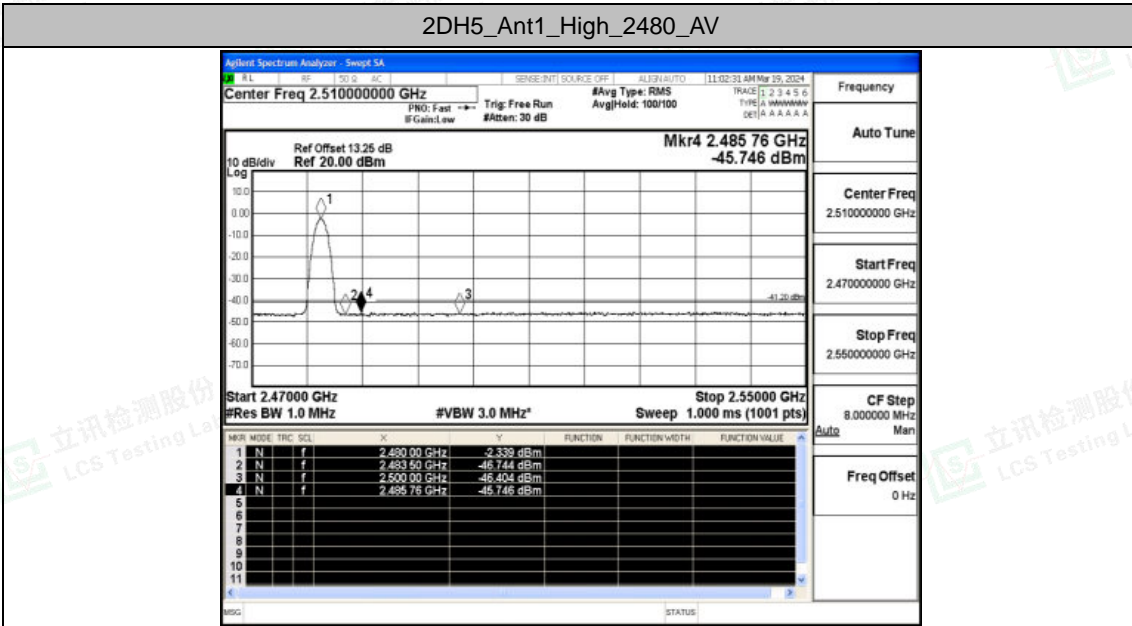 2DH5_Ant1_High_2480_AV
Agilent Spectrum Analyzer - Swept SA
RL RF 50 Ω AC SENSE:INT SOURCE OFF ALIGN AUTO 11:02:31 AM Mar 19, 2024
Center Freq 2.510000000 GHz
PNO: Fast
IFGain:Low
Trig: Free Run
#Atten: 30 dB
#Avg Type: RMS
Avg|Hold: 100/100
TRACE 1 2 3 4 5 6
TYPE A WWWWW
DET A A A A A A
Frequency
Auto Tune
Center Freq
2.510000000 GHz
Start Freq
2.470000000 GHz
Stop Freq
2.550000000 GHz
CF Step
8.000000 MHz
Auto Man
Freq Offset
0 Hz
Mkr4 2.485 76 GHz
-45.746 dBm
Ref Offset 13.25 dB
10 dB/div Ref 20.00 dBm
Log
10.0
0.00
-10.0
-20.0
-30.0
-40.0
-50.0
-60.0
-70.0
1
2 4 3
-41.20 dBm
Start 2.47000 GHz Stop 2.55000 GHz
#Res BW 1.0 MHz #VBW 3.0 MHz* Sweep 1.000 ms (1001 pts)
MKR MODE TRC SCL X Y FUNCTION FUNCTION WIDTH FUNCTION VALUE
1 N f 2.480 00 GHz -2.339 dBm
2 N f 2.483 50 GHz -46.744 dBm
3 N f 2.500 00 GHz -46.404 dBm
4 N f 2.485 76 GHz -45.746 dBm
5
6
7
8
9
10
11
MSG STATUS
立讯检测股份
LCS Testing Lab
立讯检测股份
LCS Testing L